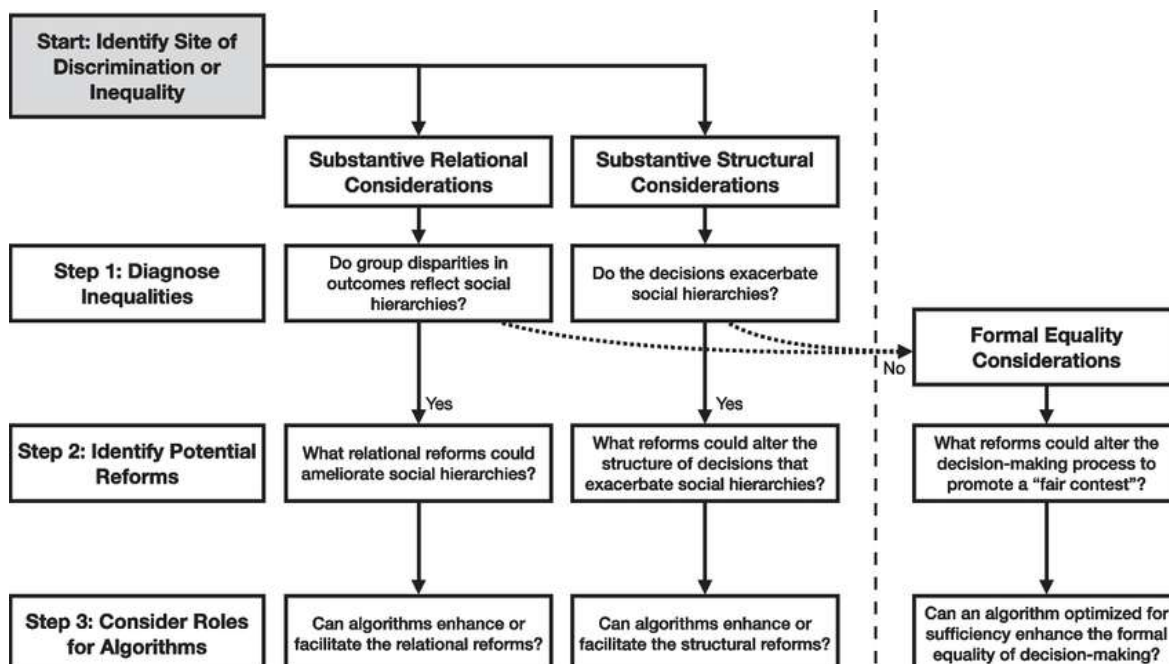 Start: Identify Site of
Discrimination or
Inequality
Substantive Relational
Considerations
Substantive Structural
Considerations
Step 1: Diagnose
Inequalities
Do group disparities in
outcomes reflect social
hierarchies?
Do the decisions exacerbate
social hierarchies?
Formal Equality
Considerations
No
Yes
Yes
Step 2: Identify Potential
Reforms
What relational reforms could
ameliorate social hierarchies?
What reforms could alter the
structure of decisions that
exacerbate social hierarchies?
What reforms could alter the
decision-making process to
promote a “fair contest”?
Step 3: Consider Roles
for Algorithms
Can algorithms enhance or
facilitate the relational reforms?
Can algorithms enhance or
facilitate the structural reforms?
Can an algorithm optimized for
sufficiency enhance the formal
equality of decision-making?